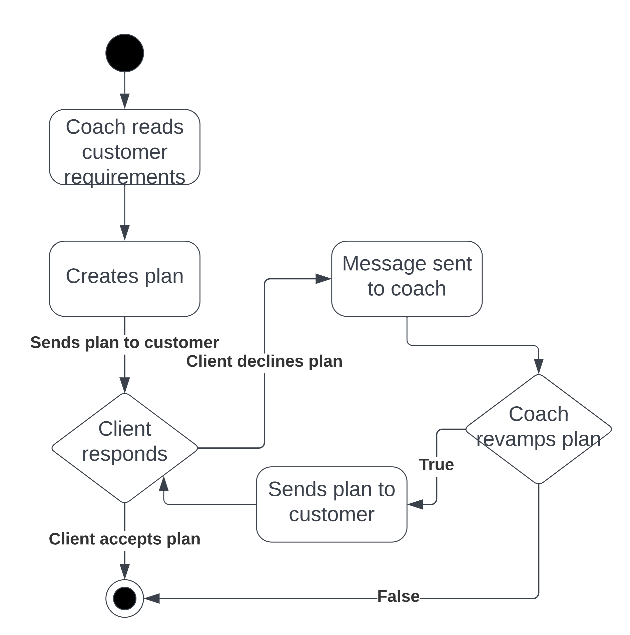 Coach reads
customer
requirements
Creates plan
Message sent
to coach
Sends plan to customer
Client declines plan
Client
responds
Coach
revamps plan
True
Sends plan to
customer
Client accepts plan
False